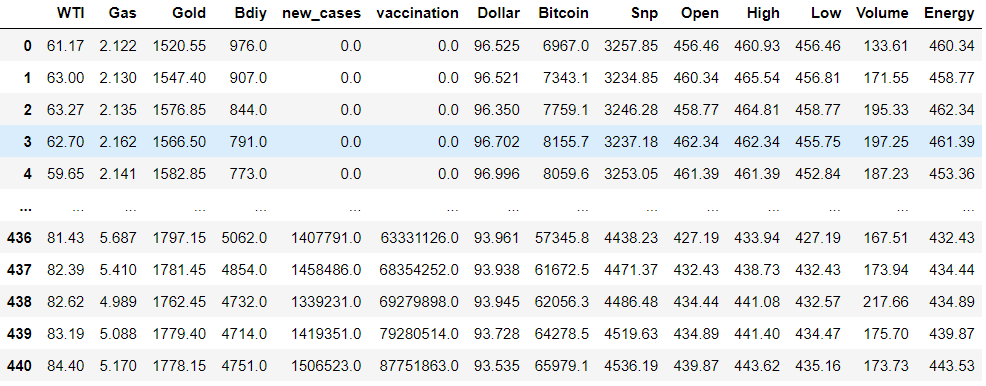 WTI Gas Gold Bdiy new_cases vaccination Dollar Bitcoin Snp Open High Low Volume Energy
0 61.17 2.122 1520.55 976.0 0.0 0.0 96.525 6967.0 3257.85 456.46 460.93 456.46 133.61 460.34
1 63.00 2.130 1547.40 907.0 0.0 0.0 96.521 7343.1 3234.85 460.34 465.54 456.81 171.55 458.77
2 63.27 2.135 1576.85 844.0 0.0 0.0 96.350 7759.1 3246.28 458.77 464.81 458.77 195.33 462.34
3 62.70 2.162 1566.50 791.0 0.0 0.0 96.702 8155.7 3237.18 462.34 462.34 455.75 197.25 461.39
4 59.65 2.141 1582.85 773.0 0.0 0.0 96.996 8059.6 3253.05 461.39 461.39 452.84 187.23 453.36
... ... ... ... ... ... ... ... ... ... ... ... ... ... ...
436 81.43 5.687 1797.15 5062.0 1407791.0 63331126.0 93.961 57345.8 4438.23 427.19 433.94 427.19 167.51 432.43
437 82.39 5.410 1781.45 4854.0 1458486.0 68354252.0 93.938 61672.5 4471.37 432.43 438.73 432.43 173.94 434.44
438 82.62 4.989 1762.45 4732.0 1339231.0 69279898.0 93.945 62056.3 4486.48 434.44 441.08 432.57 217.66 434.89
439 83.19 5.088 1779.40 4714.0 1419351.0 79280514.0 93.728 64278.5 4519.63 434.89 441.40 434.47 175.70 439.87
440 84.40 5.170 1778.15 4751.0 1506523.0 87751863.0 93.535 65979.1 4536.19 439.87 443.62 435.16 173.73 443.53